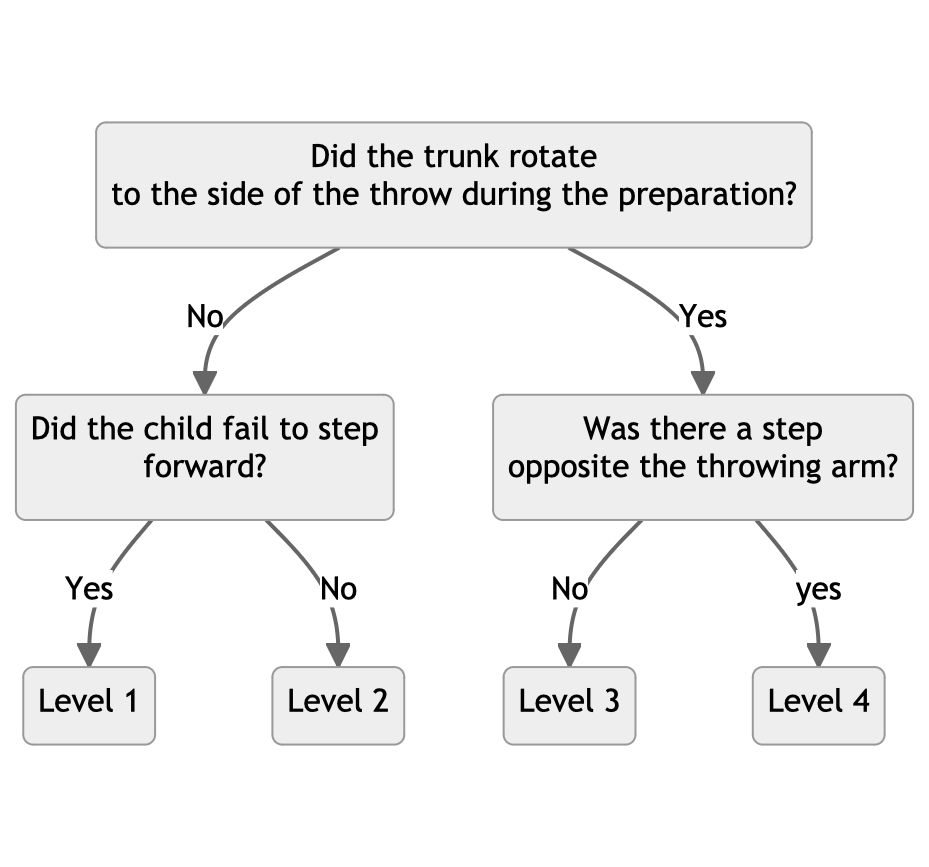 Did the trunk rotate
to the side of the throw during the preparation?
No
Yes
Did the child fail to step
forward?
Was there a step
opposite the throwing arm?
Yes
No
No
yes
Level 1
Level 2
Level 3
Level 4